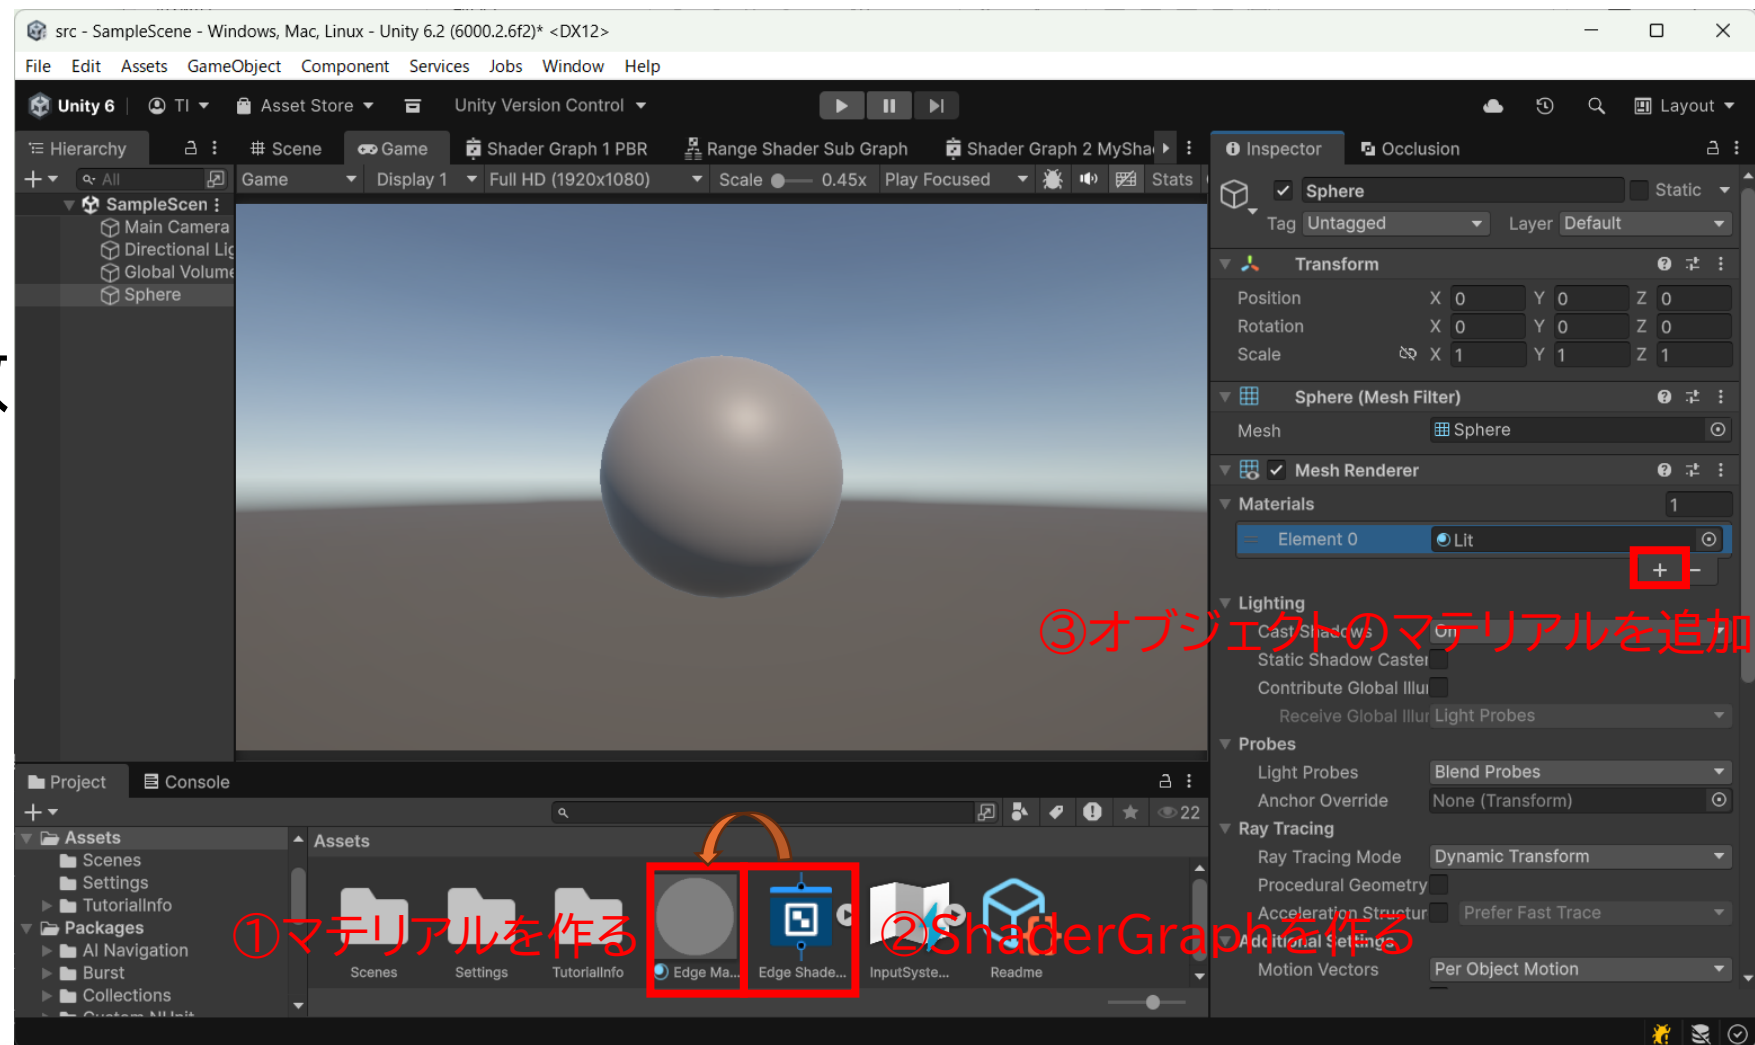 src - SampleScene - Windows, Mac, Linux - Unity 6.2 (6000.2.6f2)* <DX12>
File Edit Assets GameObject Component Services Jobs Window Help
Unity 6 TI Asset Store Unity Version Control Layout
Hierarchy
# Scene Game Shader Graph 1 PBR Range Shader Sub Graph Shader Graph 2 MySha
Inspector Occlusion
All
Game Display 1 Full HD (1920x1080) Scale 0.45x Play Focused Stats
SampleScen
Main Camera
Directional Lig
Global Volume
Sphere
Sphere Static
Tag Untagged Layer Default
Transform
Position X 0 Y 0 Z 0
Rotation X 0 Y 0 Z 0
Scale X 1 Y 1 Z 1
Sphere (Mesh Filter)
Mesh Sphere
Mesh Renderer
Materials 1
Element 0 Lit
+ −
Lighting
③オブジェクトのマテリアルを追加
Cast Shadows On
Static Shadow Caster
Contribute Global Illu
Receive Global Illur Light Probes
Probes
Light Probes Blend Probes
Anchor Override None (Transform)
Ray Tracing
Ray Tracing Mode Dynamic Transform
Procedural Geometry
Acceleration Structur Prefer Fast Trace
Additional Settings
Motion Vectors Per Object Motion
Project Console
22
Assets
Scenes
Settings
TutorialInfo
Packages
AI Navigation
Burst
Collections
Custom NUnit
Assets
①マテリアルを作る
②ShaderGraphを作る
Scenes Settings TutorialInfo Edge Ma... Edge Shade... InputSyste... Readme